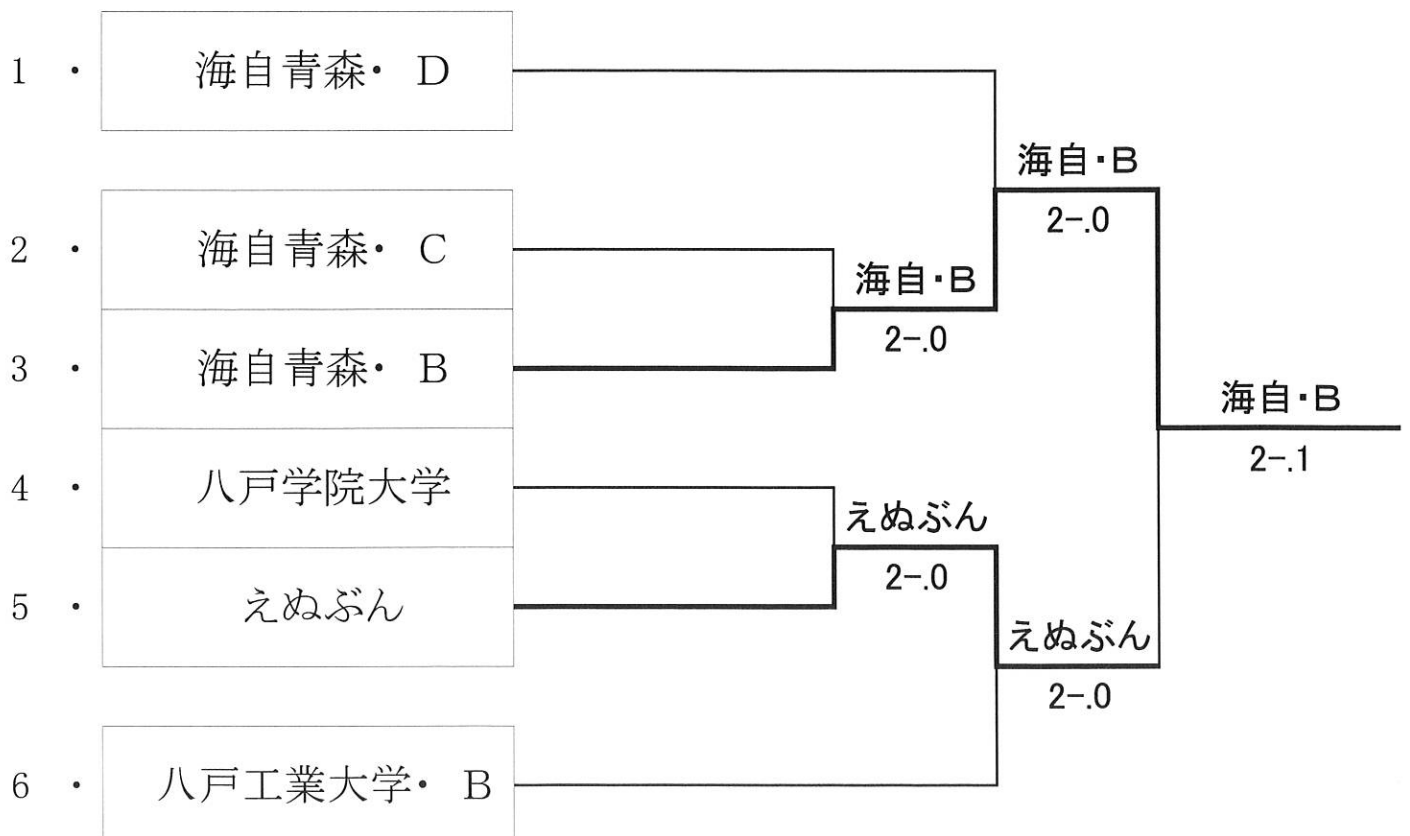 1 ・ 海自青森・ D
海自・B
2-.0
2 ・ 海自青森・ C
海自・B
2-.0
3 ・ 海自青森・ B
海自・B
2-.1
4 ・ 八戸学院大学
えぬぶん
2-.0
5 ・ えぬぶん
えぬぶん
2-.0
6 ・ 八戸工業大学・ B